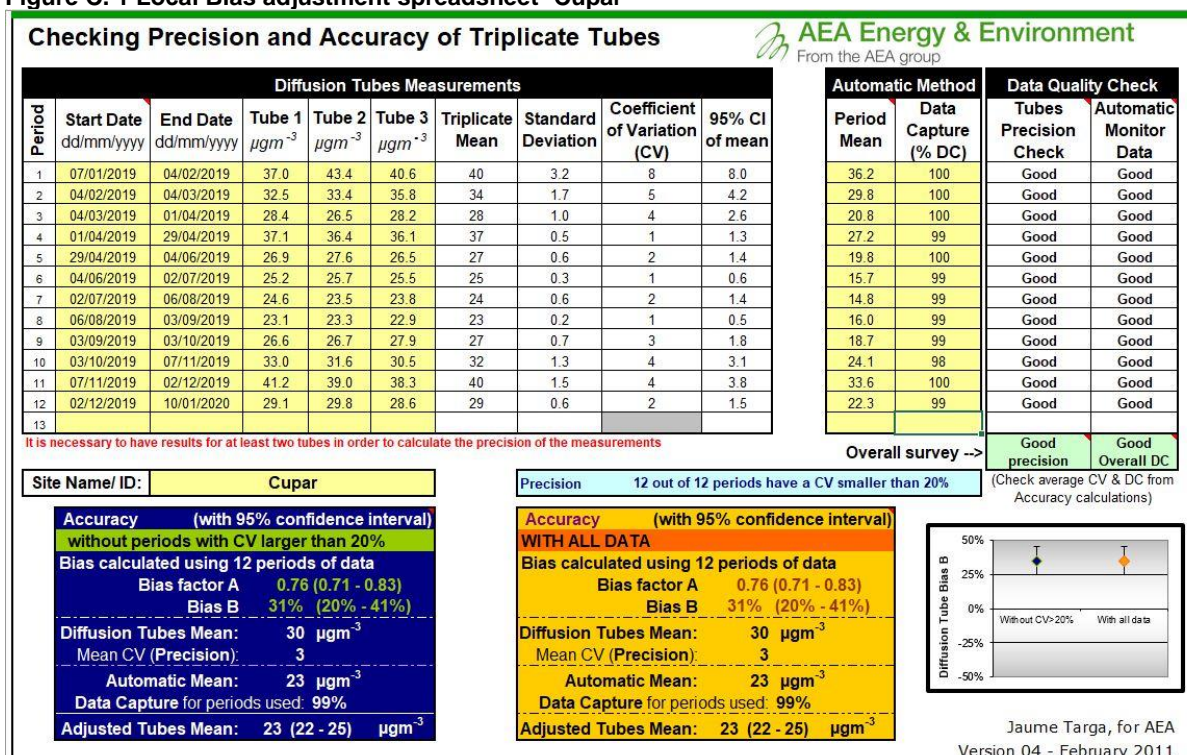 Figure C. 1 Local Bias adjustment spreadsheet- Cupar
Checking Precision and Accuracy of Triplicate Tubes
AEA Energy & Environment
From the AEA group
Diffusion Tubes Measurements
Automatic Method
Data Quality Check
Period | Start Date dd/mm/yyyy | End Date dd/mm/yyyy | Tube 1 µgm-3 | Tube 2 µgm-3 | Tube 3 µgm-3 | Triplicate Mean | Standard Deviation | Coefficient of Variation (CV) | 95% CI of mean | Period Mean | Data Capture (% DC) | Tubes Precision Check | Automatic Monitor Data
1 07/01/2019 04/02/2019 37.0 43.4 40.6 40 3.2 8 8.0 36.2 100 Good Good
2 04/02/2019 04/03/2019 32.5 33.4 35.8 34 1.7 5 4.2 29.8 100 Good Good
3 04/03/2019 01/04/2019 28.4 26.5 28.2 28 1.0 4 2.6 20.8 100 Good Good
4 01/04/2019 29/04/2019 37.1 36.4 36.1 37 0.5 1 1.3 27.2 99 Good Good
5 29/04/2019 04/06/2019 26.9 27.6 26.5 27 0.6 2 1.4 19.8 100 Good Good
6 04/06/2019 02/07/2019 25.2 25.7 25.5 25 0.3 1 0.6 15.7 99 Good Good
7 02/07/2019 06/08/2019 24.6 23.5 23.8 24 0.6 2 1.4 14.8 99 Good Good
8 06/08/2019 03/09/2019 23.1 23.3 22.9 23 0.2 1 0.5 16.0 99 Good Good
9 03/09/2019 03/10/2019 26.6 26.7 27.9 27 0.7 3 1.8 18.7 99 Good Good
10 03/10/2019 07/11/2019 33.0 31.6 30.5 32 1.3 4 3.1 24.1 98 Good Good
11 07/11/2019 02/12/2019 41.2 39.0 38.3 40 1.5 4 3.8 33.6 100 Good Good
12 02/12/2019 10/01/2020 29.1 29.8 28.6 29 0.6 2 1.5 22.3 99 Good Good
13
It is necessary to have results for at least two tubes in order to calculate the precision of the measurements
Overall survey --> Good precision Good Overall DC
(Check average CV & DC from Accuracy calculations)
Site Name/ ID: Cupar
Precision 12 out of 12 periods have a CV smaller than 20%
Accuracy (with 95% confidence interval)
without periods with CV larger than 20%
Bias calculated using 12 periods of data
Bias factor A 0.76 (0.71 - 0.83)
Bias B 31% (20% - 41%)
Diffusion Tubes Mean: 30 µgm-3
Mean CV (Precision): 3
Automatic Mean: 23 µgm-3
Data Capture for periods used: 99%
Adjusted Tubes Mean: 23 (22 - 25) µgm-3
Accuracy (with 95% confidence interval)
WITH ALL DATA
Bias calculated using 12 periods of data
Bias factor A 0.76 (0.71 - 0.83)
Bias B 31% (20% - 41%)
Diffusion Tubes Mean: 30 µgm-3
Mean CV (Precision): 3
Automatic Mean: 23 µgm-3
Data Capture for periods used: 99%
Adjusted Tubes Mean: 23 (22 - 25) µgm-3
Diffusion Tube Bias B
50%
25%
0%
-25%
-50%
Without CV>20%
With all data
Jaume Targa, for AEA
Version 04 - February 2011